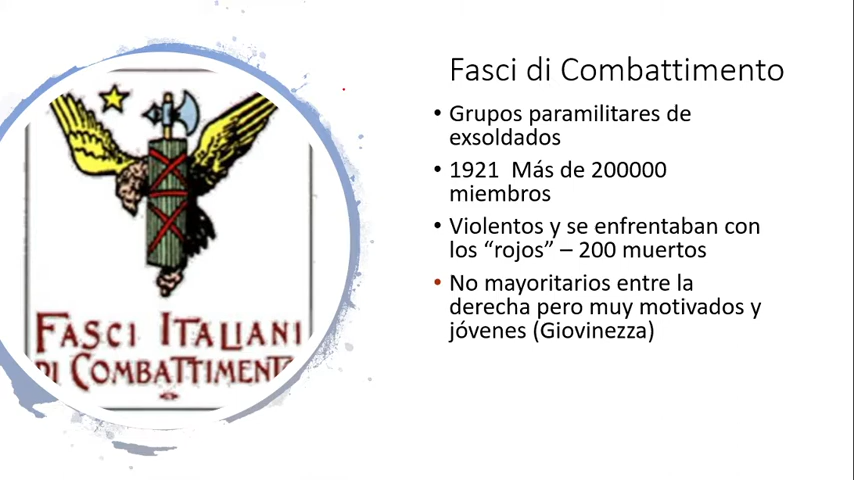 Fasci di Combattimento
• Grupos paramilitares de
exsoldados
• 1921 Más de 200000
miembros
• Violentos y se enfrentaban con
los “rojos” – 200 muertos
• No mayoritarios entre la
derecha pero muy motivados y
jóvenes (Giovinezza)
FASCI ITALIANI
DI COMBATTIMENTO